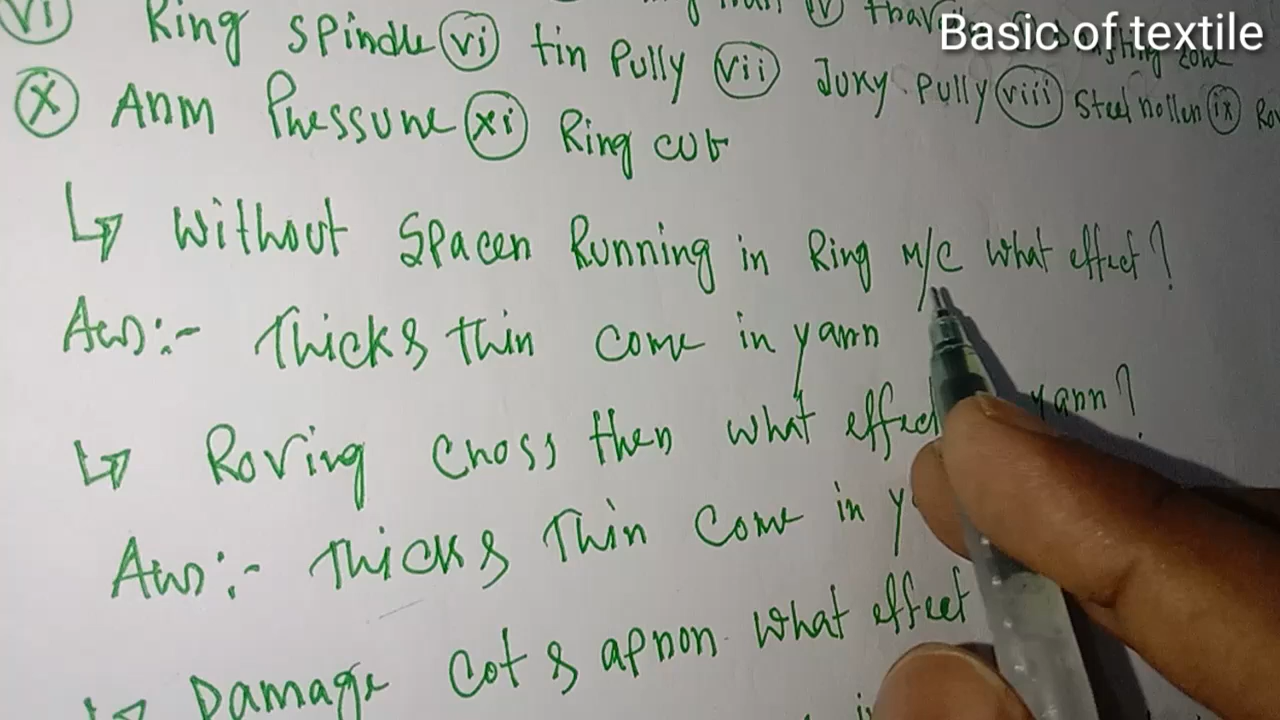 Basic of textile
vi Ring spindle vi tin Pully vii Juky pully viii Steel roller ix
x Arm Pressure xi Ring cut
↳ Without Spacer Running in Ring M/C what effect?
Ans:- Thick & thin come in yarn
↳ Roving cross then what effect yarn?
Ans:- Thick & Thin come in y
↳ Damage Cot & apron what effect